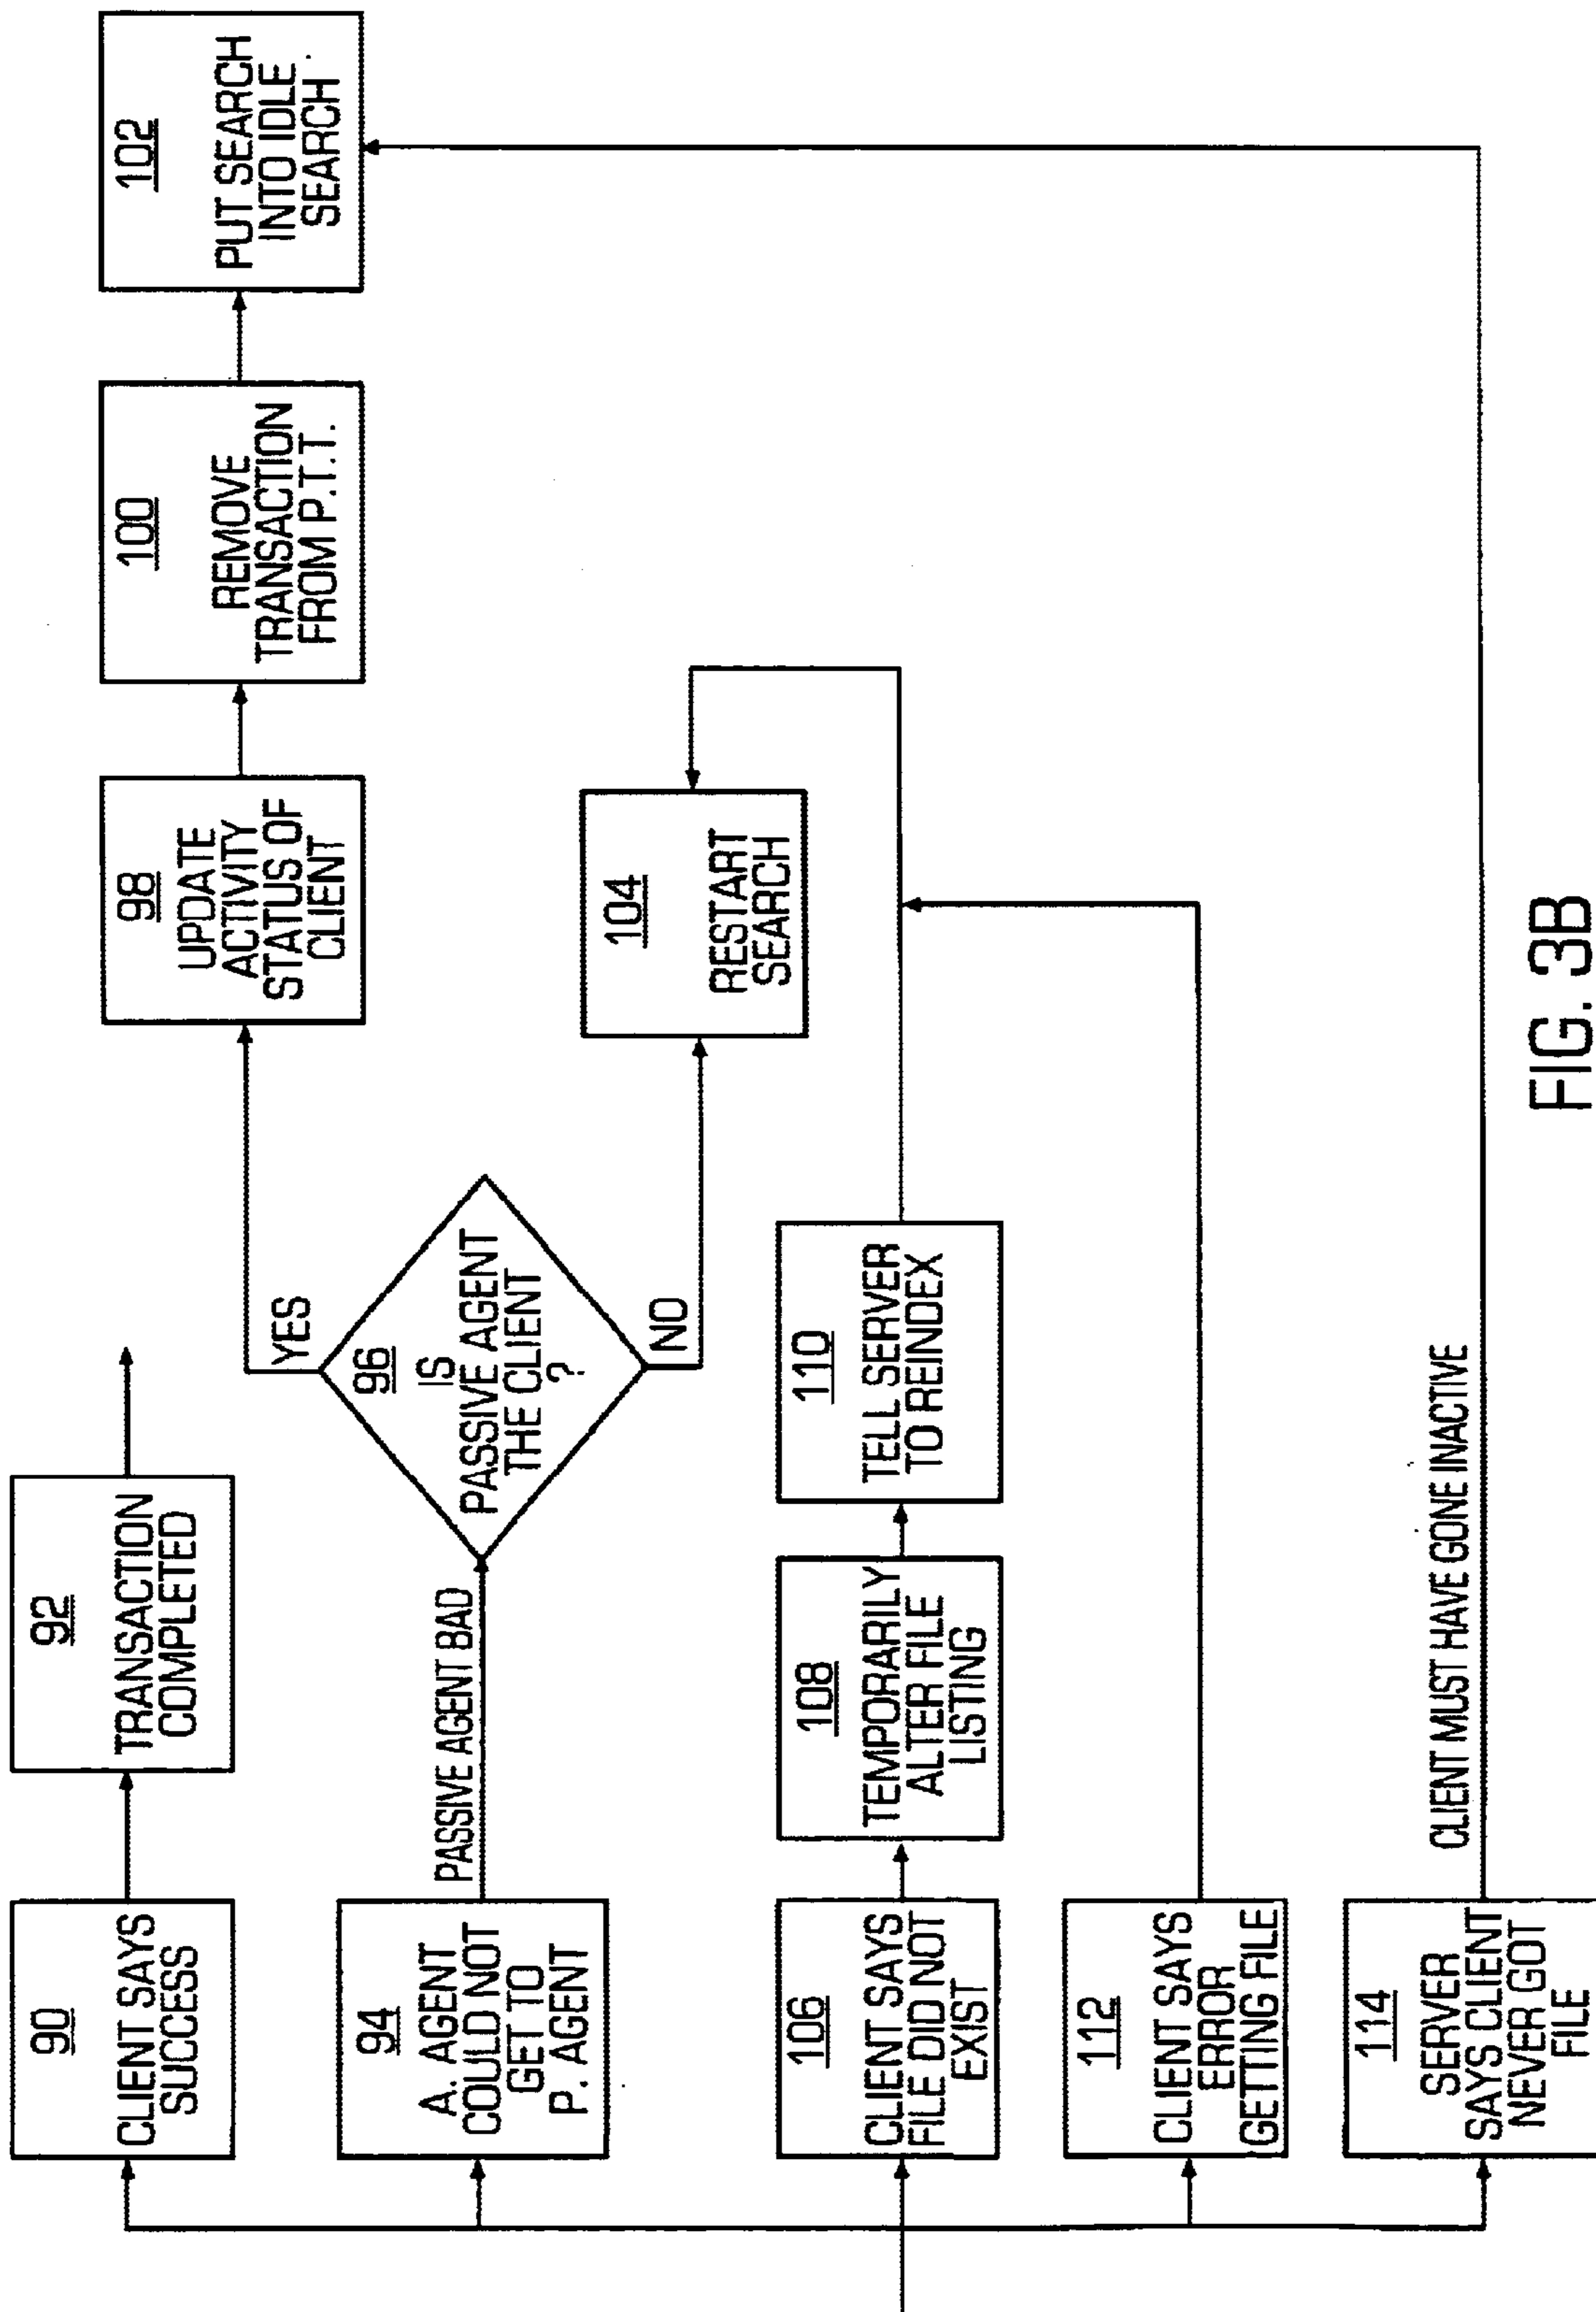 90
CLIENT SAYS
SUCCESS
92
TRANSACTION
COMPLETED
94
A. AGENT
COULD NOT
GET TO
P. AGENT
PASSIVE AGENT BAD
96
IS
PASSIVE AGENT
THE CLIENT
?
YES
NO
98
UPDATE
ACTIVITY
STATUS OF
CLIENT
100
REMOVE
TRANSACTION
FROM P.T.T.
102
PUT SEARCH
INTO IDLE
SEARCH
104
RESTART
SEARCH
106
CLIENT SAYS
FILE DID NOT
EXIST
108
TEMPORARILY
ALTER FILE
LISTING
110
TELL SERVER
TO REINDEX
112
CLIENT SAYS
ERROR
GETTING FILE
114
SERVER
SAYS CLIENT
NEVER GOT
FILE
CLIENT MUST HAVE GONE INACTIVE
FIG. 3B